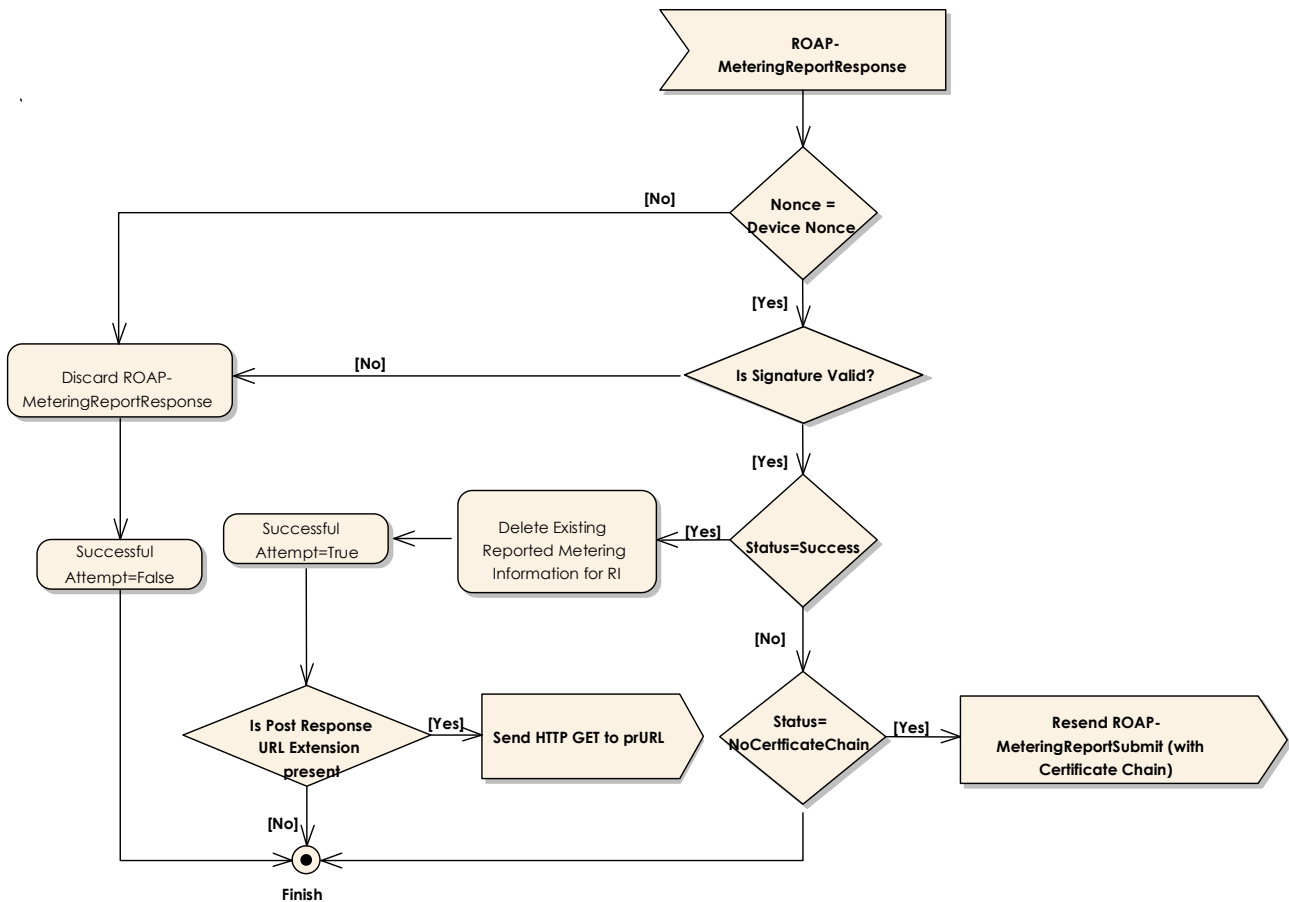 ROAP-
MeteringReportResponse
[No]
Nonce =
Device Nonce
[Yes]
[No]
Is Signature Valid?
Discard ROAP-
MeteringReportResponse
[Yes]
Successful
Attempt=True
Delete Existing
Reported Metering
Information for RI
[Yes]
Status=Success
Successful
Attempt=False
[No]
Is Post Response
URL Extension
present
[Yes]
Send HTTP GET to prURL
Status=
NoCertficateChain
[Yes]
Resend ROAP-
MeteringReportSubmit (with
Certificate Chain)
[No]
Finish